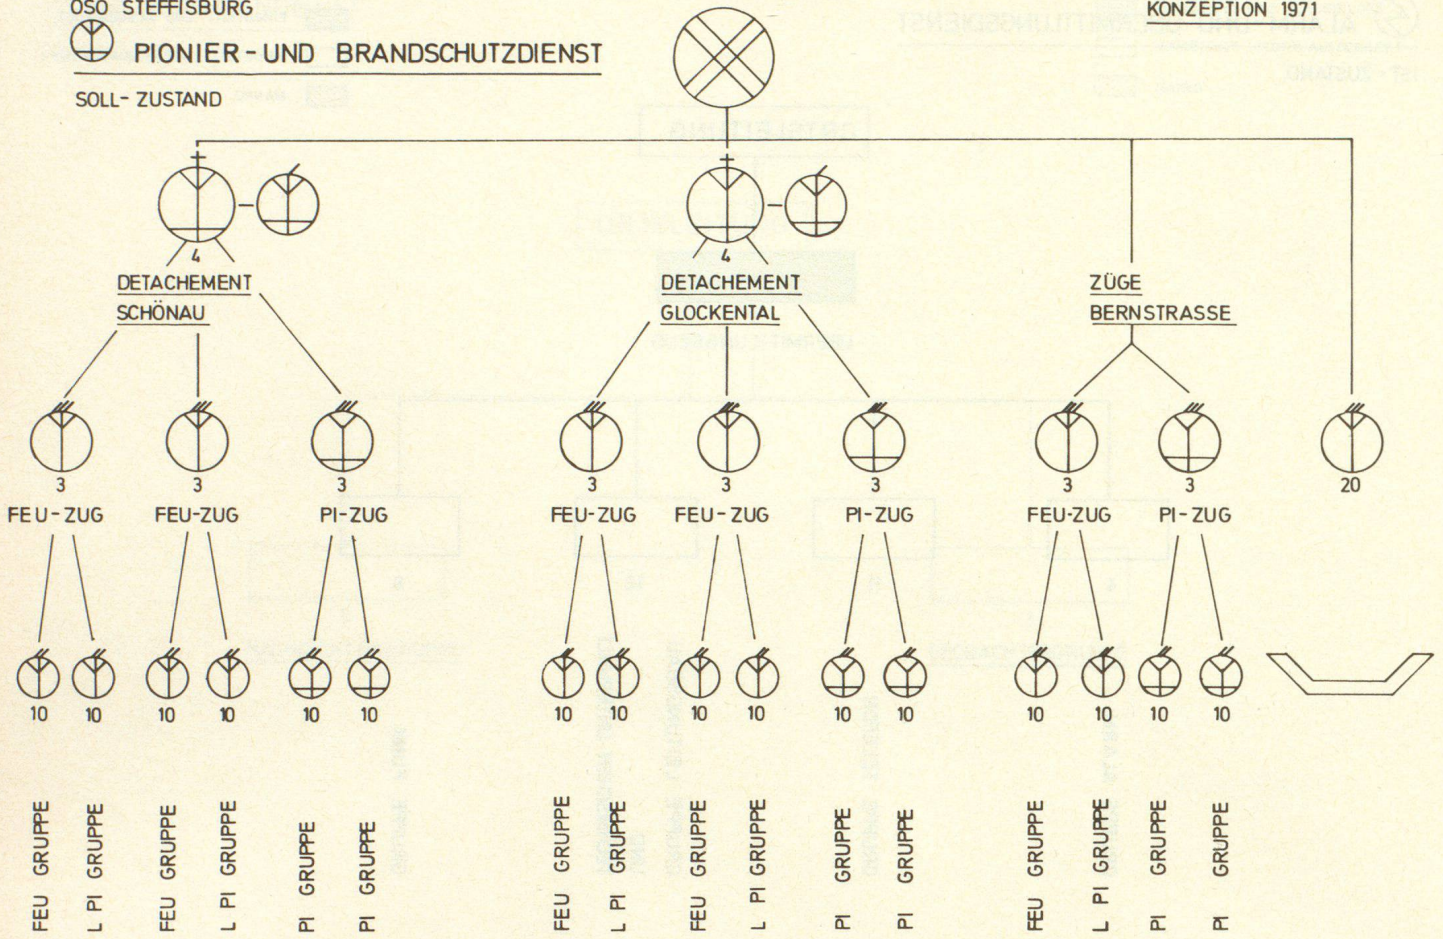 OSO STEFFISBURG
KONZEPTION 1971
PIONIER-UND BRANDSCHUTZDIENST
SOLL-ZUSTAND
4
4
DETACHEMENT
SCHÖNAU
DETACHEMENT
GLOCKENTAL
ZÜGE
BERNSTRASSE
3 3 3 3 3 3 3 3 20
FEU-ZUG FEU-ZUG PI-ZUG FEU-ZUG FEU-ZUG PI-ZUG FEU-ZUG PI-ZUG
10 10 10 10 10 10 10 10 10 10 10 10 10 10 10 10
FEU GRUPPE
L PI GRUPPE
FEU GRUPPE
L PI GRUPPE
PI GRUPPE
PI GRUPPE
FEU GRUPPE
L PI GRUPPE
FEU GRUPPE
L PI GRUPPE
PI GRUPPE
PI GRUPPE
FEU GRUPPE
L PI GRUPPE
PI GRUPPE
PI GRUPPE